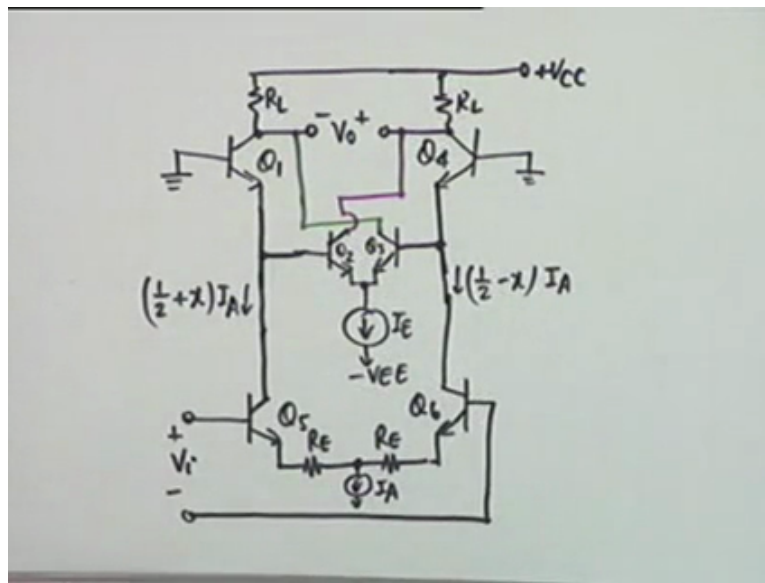 +VCC
RL
- Vo +
RL
Q1
Q4
Q2
Q3
(1/2 + x) IA ↓
↓ (1/2 - x) IA
IE
-VEE
Q5
Q6
+
Vi
-
RE
RE
IA